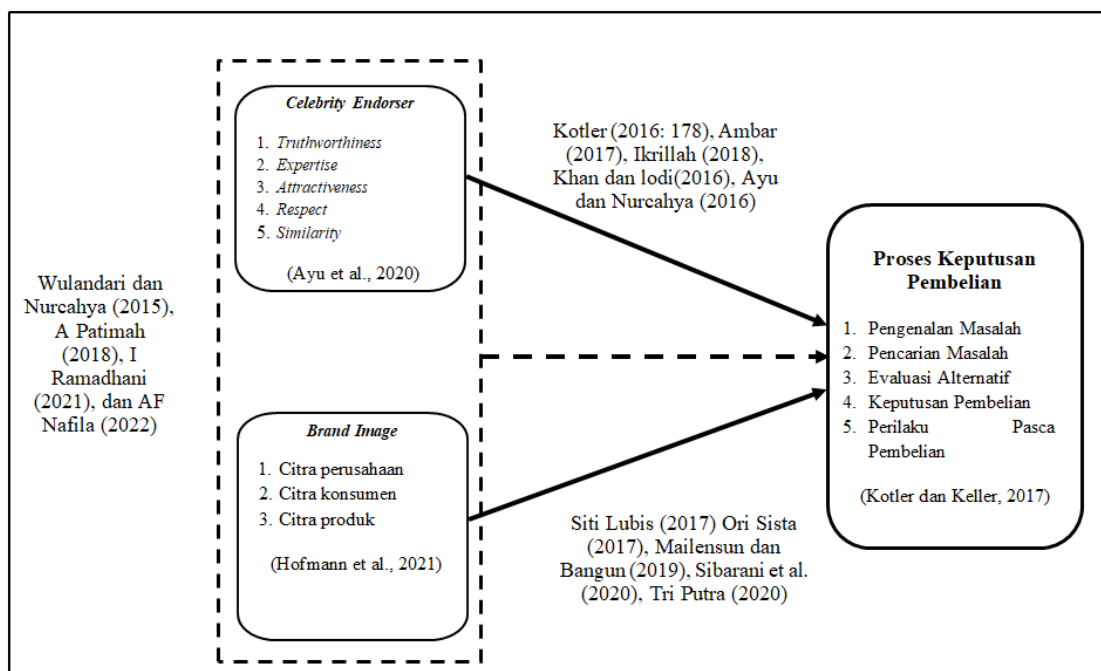 Wulandari dan
Nurcahya (2015),
A Patimah
(2018), I
Ramadhani
(2021), dan AF
Nafila (2022)
Celebrity Endorser
1. Truthworthiness
2. Expertise
3. Attractiveness
4. Respect
5. Similarity
(Ayu et al., 2020)
Brand Image
1. Citra perusahaan
2. Citra konsumen
3. Citra produk
(Hofmann et al., 2021)
Kotler (2016: 178), Ambar
(2017), Ikrillah (2018),
Khan dan lodi(2016), Ayu
dan Nurcahya (2016)
Siti Lubis (2017) Ori Sista
(2017), Mailensun dan
Bangun (2019), Sibarani et al.
(2020), Tri Putra (2020)
Proses Keputusan
Pembelian
1. Pengenalan Masalah
2. Pencarian Masalah
3. Evaluasi Alternatif
4. Keputusan Pembelian
5. Perilaku Pasca
Pembelian
(Kotler dan Keller, 2017)